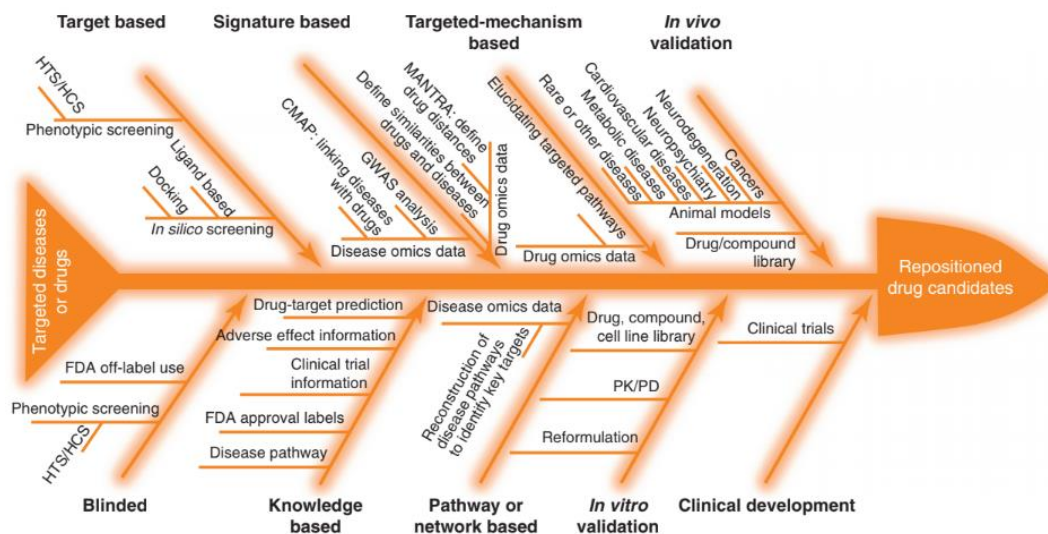 Target based
Signature based
Targeted-mechanism
based
In vivo
validation
HTS/HCS
Phenotypic screening
Ligand based
Docking
In silico screening
CMAP: linking diseases
with drugs
GWAS analysis
Disease omics data
Define similarities between
drugs and diseases
MANTRA: define
drug distances
Drug omics data
Elucidating targeted pathways
Drug omics data
Rare or other diseases
Metabolic diseases
Cardiovascular diseases
Neuropsychiatry
Neurodegeneration
Cancers
Animal models
Drug/compound
library
Targeted diseases
or drugs
Repositioned
drug candidates
FDA off-label use
Phenotypic screening
HTS/HCS
Drug-target prediction
Adverse effect information
Clinical trial
information
FDA approval labels
Disease pathway
Disease omics data
Reconstruction of
disease pathways
to identify key targets
Drug, compound,
cell line library
PK/PD
Reformulation
Clinical trials
Blinded
Knowledge
based
Pathway or
network based
In vitro
validation
Clinical development